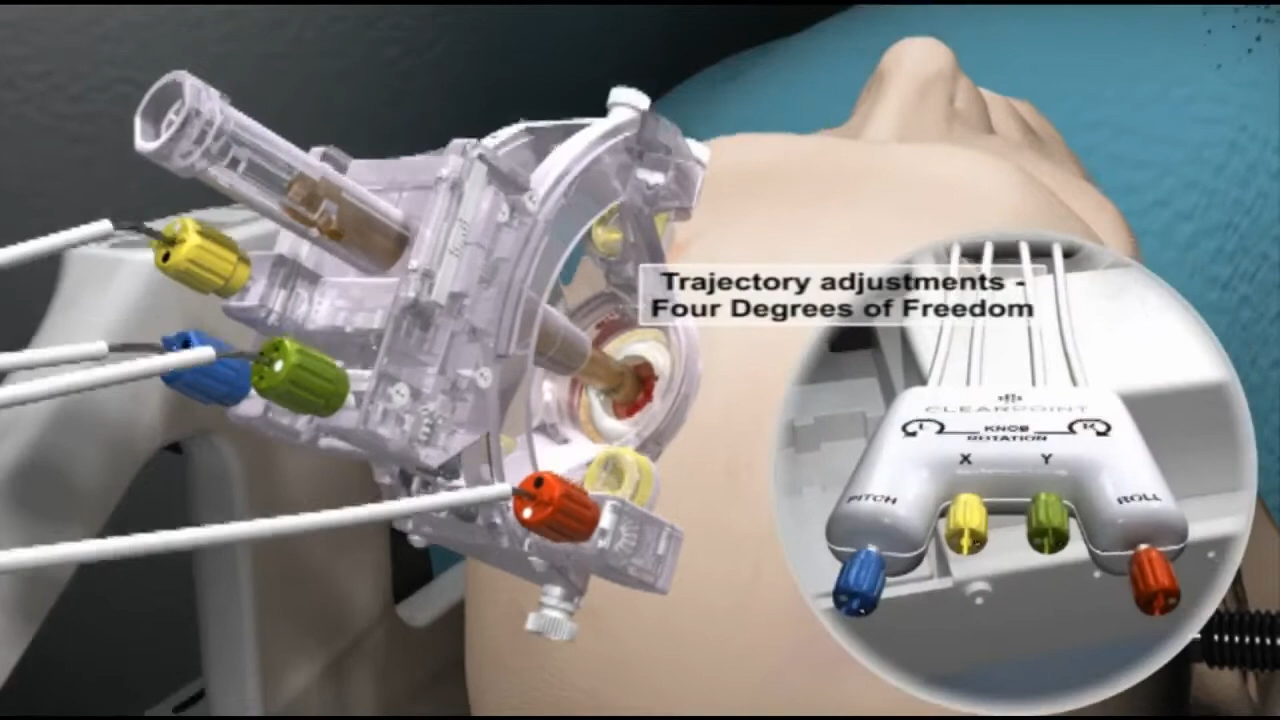 Trajectory adjustments -
Four Degrees of Freedom
CLEARPOINT
L KNOB R
ROTATION
X Y
PITCH ROLL